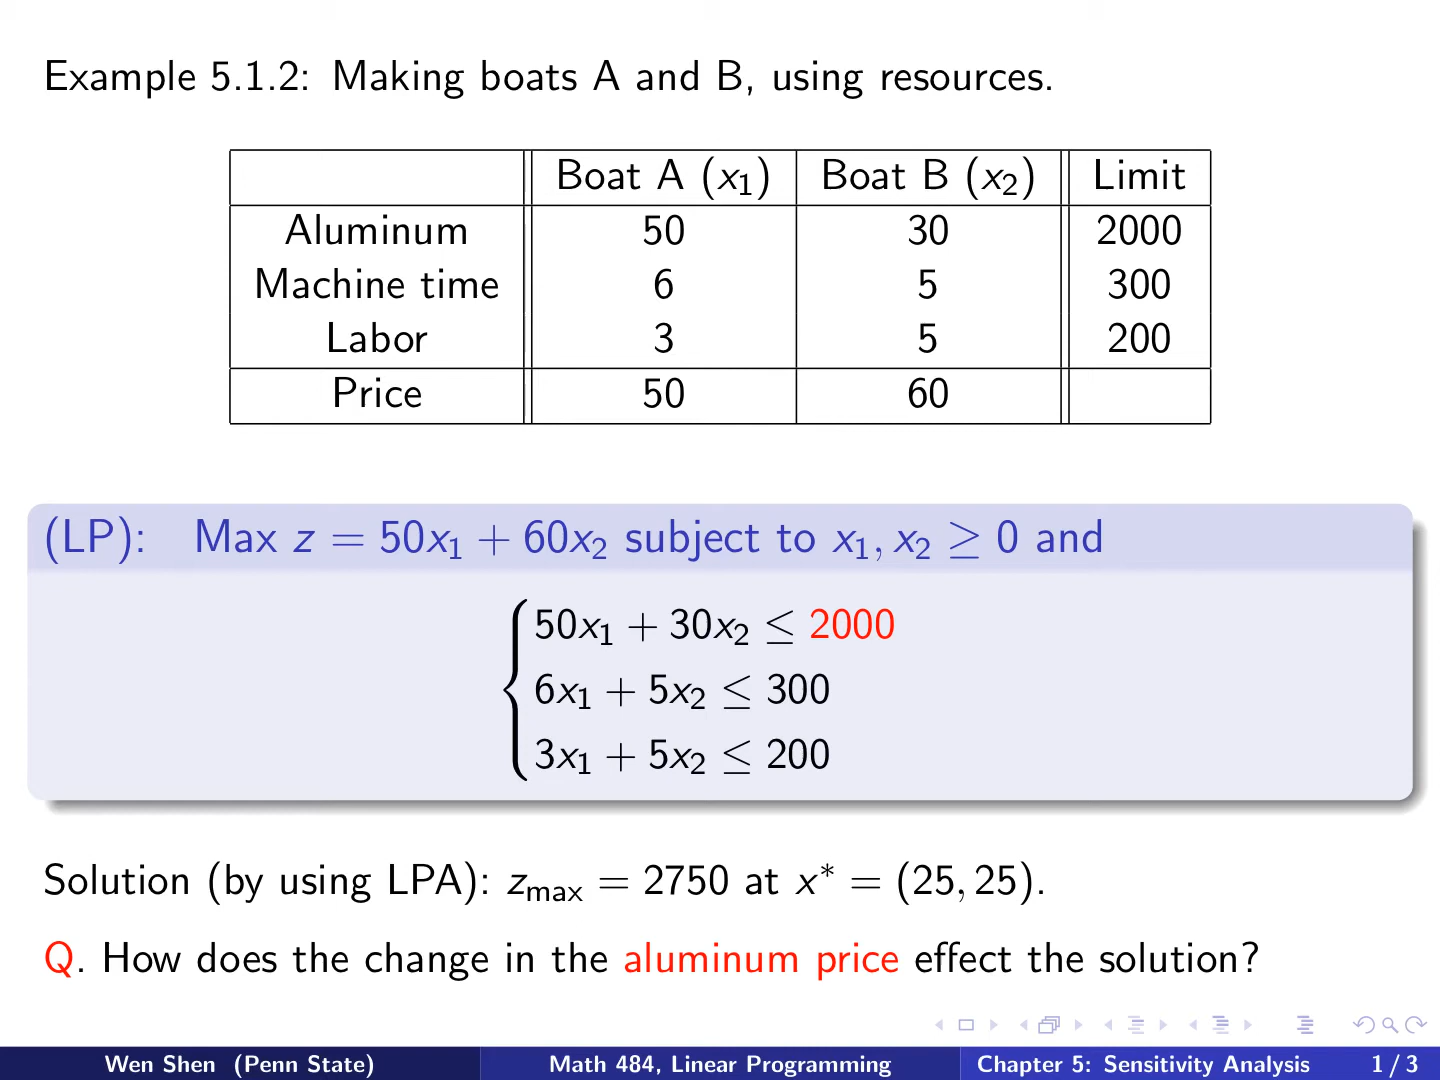 Example 5.1.2: Making boats A and B, using resources.
Boat A (x₁) Boat B (x₂) Limit
Aluminum 50 30 2000
Machine time 6 5 300
Labor 3 5 200
Price 50 60
(LP): Max z = 50x₁ + 60x₂ subject to x₁, x₂ ≥ 0 and
50x₁ + 30x₂ ≤ 2000
6x₁ + 5x₂ ≤ 300
3x₁ + 5x₂ ≤ 200
Solution (by using LPA): z_max = 2750 at x* = (25, 25).
Q. How does the change in the aluminum price effect the solution?
Wen Shen (Penn State) Math 484, Linear Programming Chapter 5: Sensitivity Analysis 1 / 3